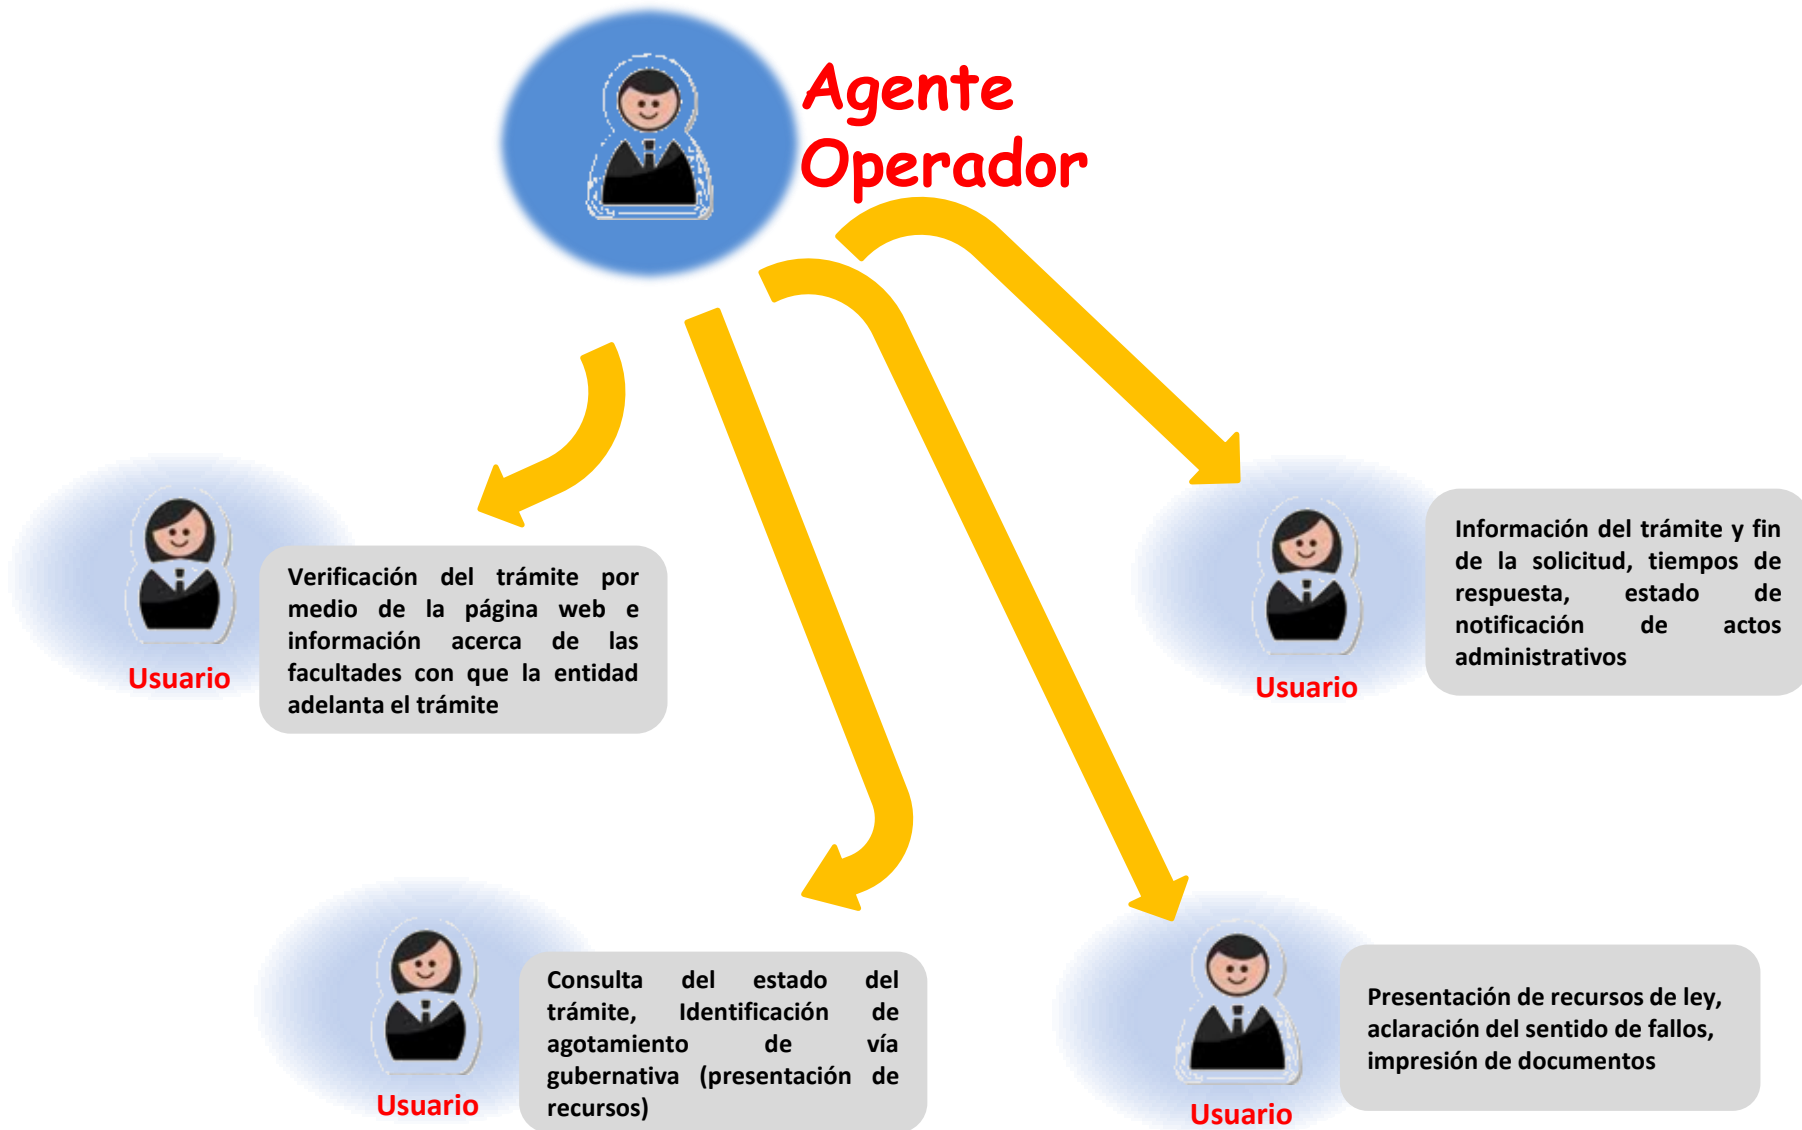 Agente
Operador
Verificación del trámite por
medio de la página web e
información acerca de las
facultades con que la entidad
adelanta el trámite
Usuario
Información del trámite y fin
de la solicitud, tiempos de
respuesta, estado de
notificación de actos
administrativos
Usuario
Consulta del estado del
trámite, Identificación de
agotamiento de vía
gubernativa (presentación de
recursos)
Usuario
Presentación de recursos de ley,
aclaración del sentido de fallos,
impresión de documentos
Usuario